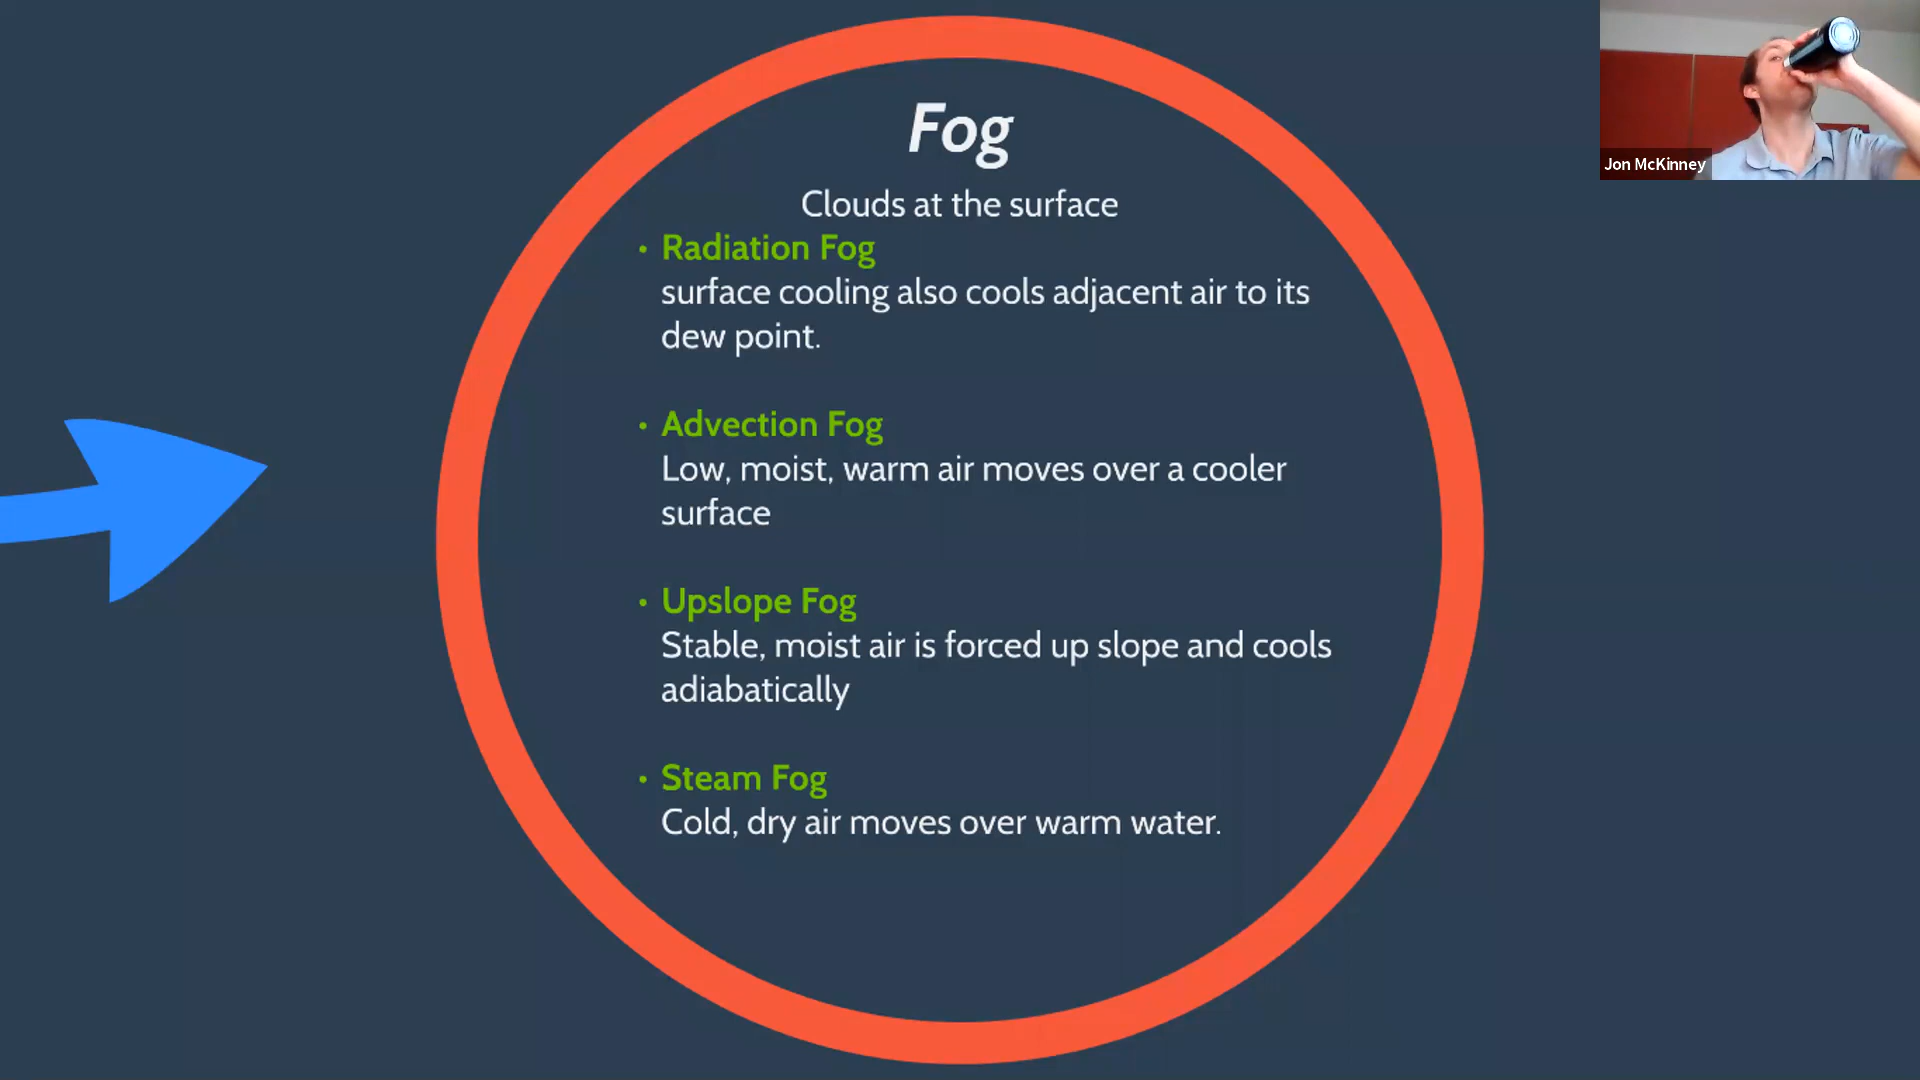 Fog
Clouds at the surface
• Radiation Fog
surface cooling also cools adjacent air to its
dew point.
• Advection Fog
Low, moist, warm air moves over a cooler
surface
• Upslope Fog
Stable, moist air is forced up slope and cools
adiabatically
• Steam Fog
Cold, dry air moves over warm water.
Jon McKinney